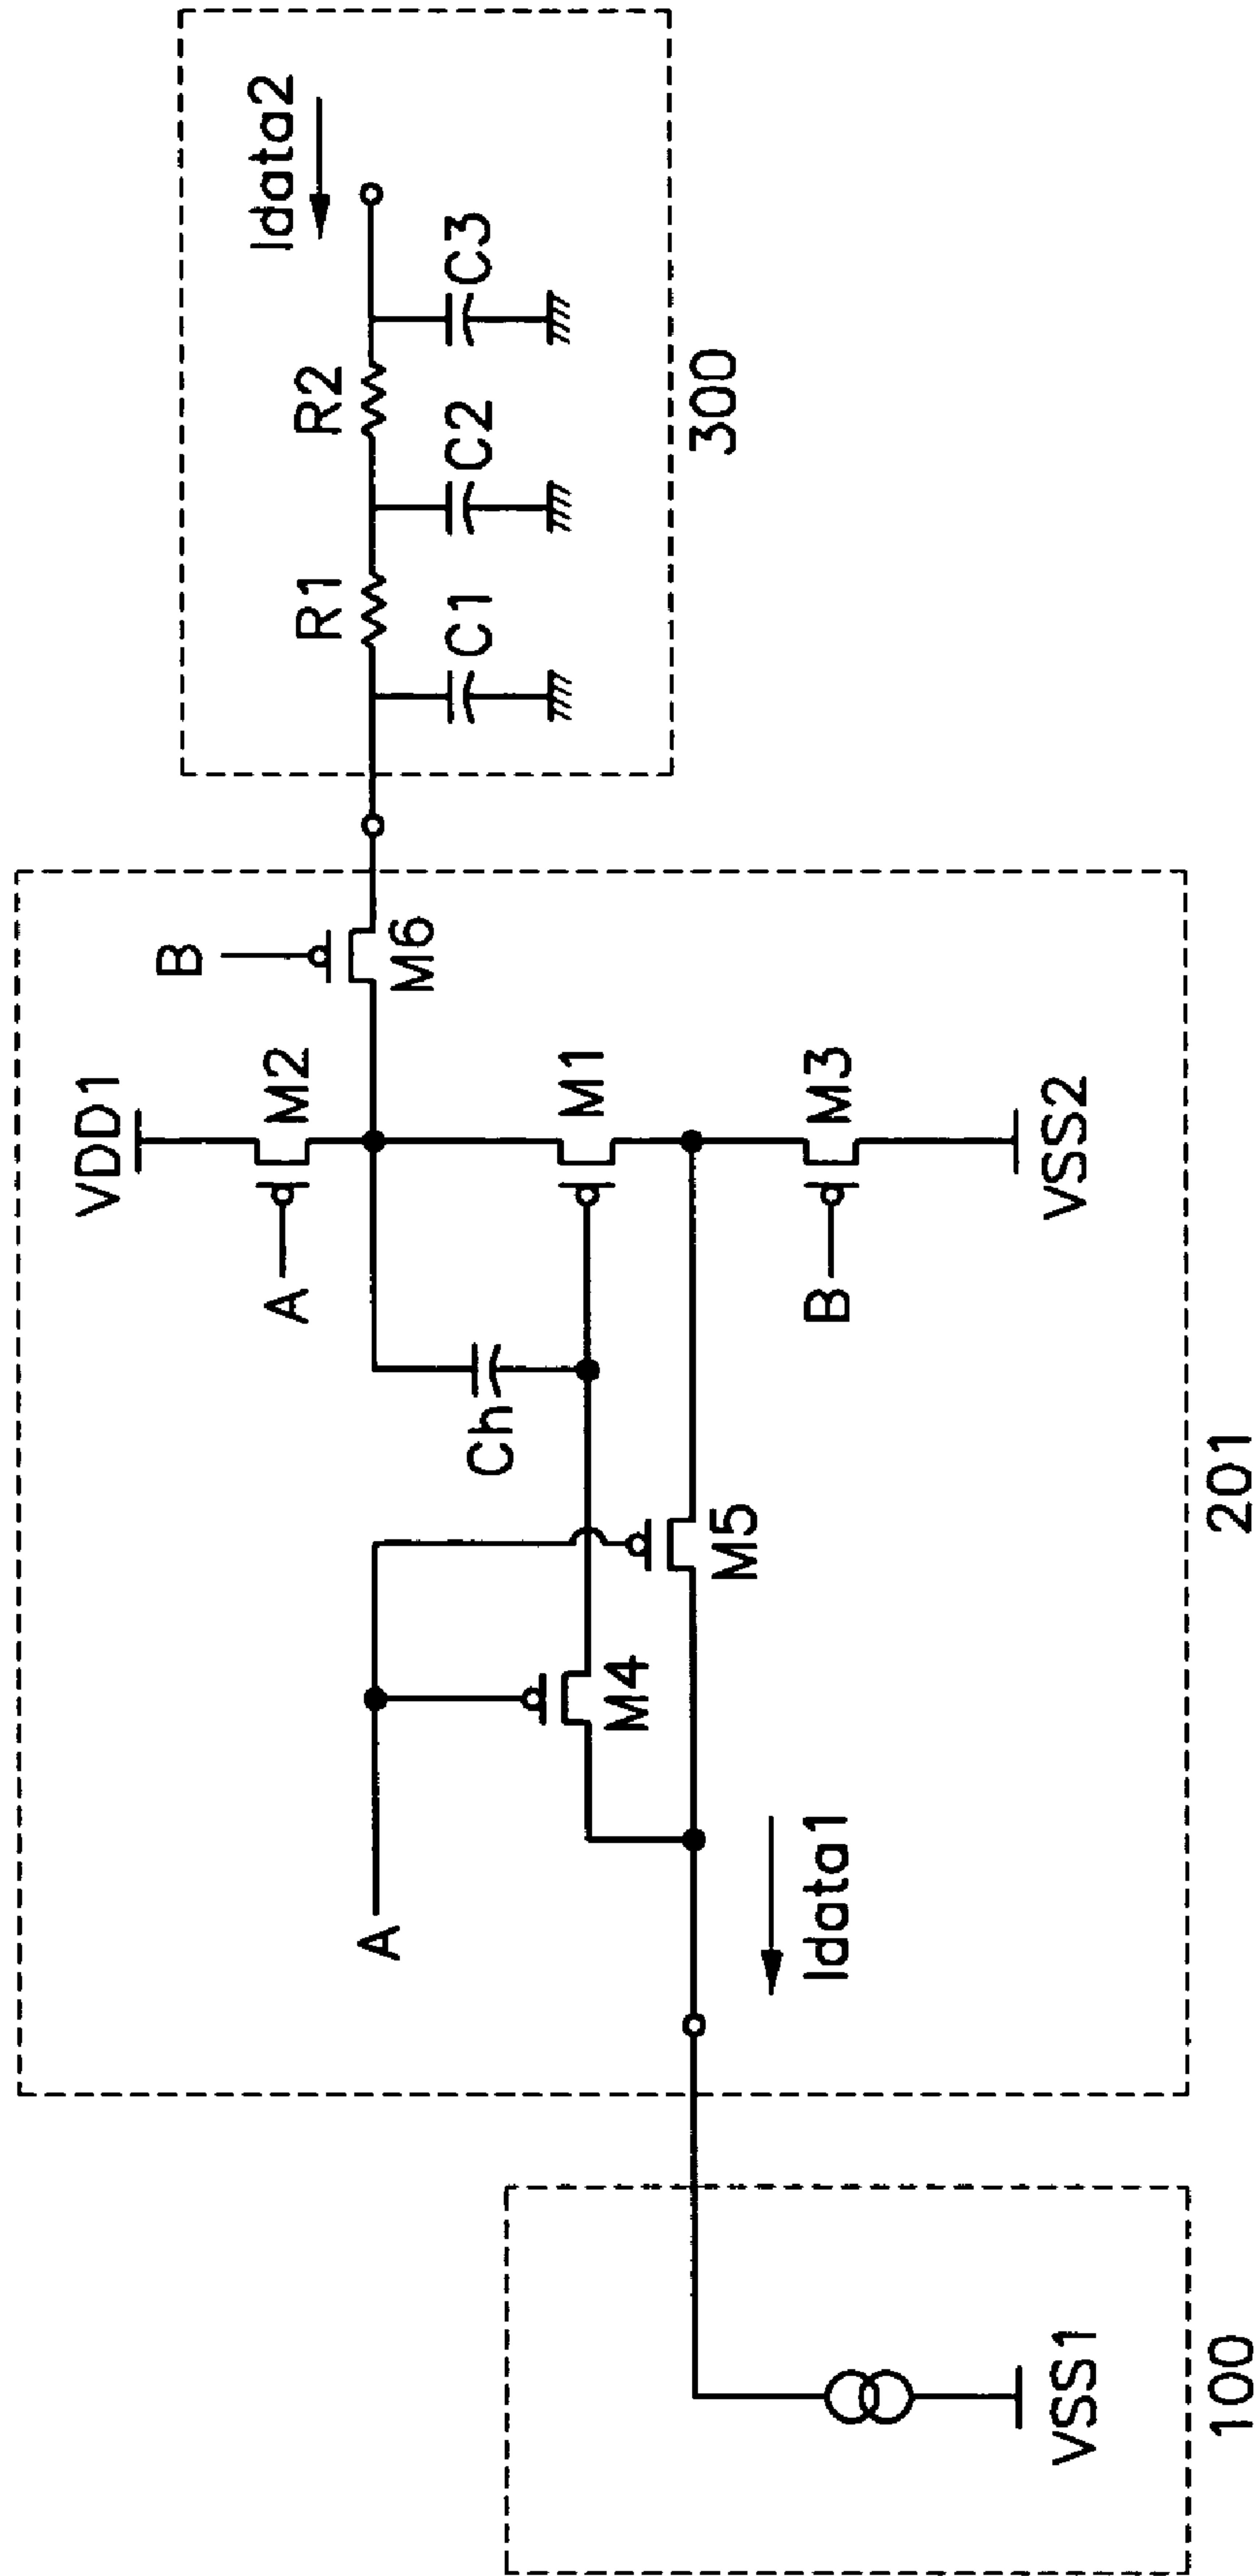 VDD1
B
Idata2
A
M2
R1
R2
A
M6
C1
C2
C3
Ch
M1
M4
300
M5
Idata1
B
M3
VSS1
VSS2
100
201